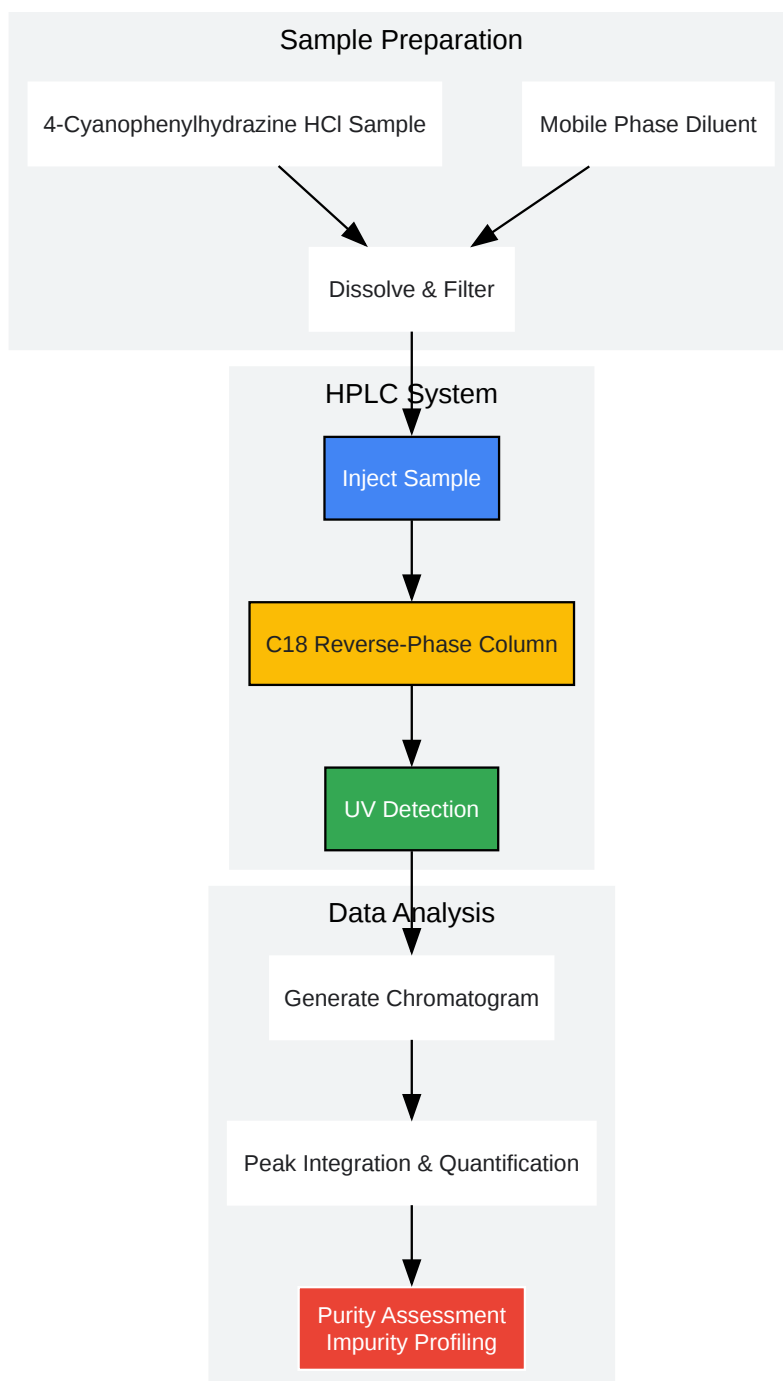 Sample Preparation
4-Cyanophenylhydrazine HCl Sample
Mobile Phase Diluent
Dissolve & Filter
HPLC System
Inject Sample
C18 Reverse-Phase Column
UV Detection
Data Analysis
Generate Chromatogram
Peak Integration & Quantification
Purity Assessment
Impurity Profiling